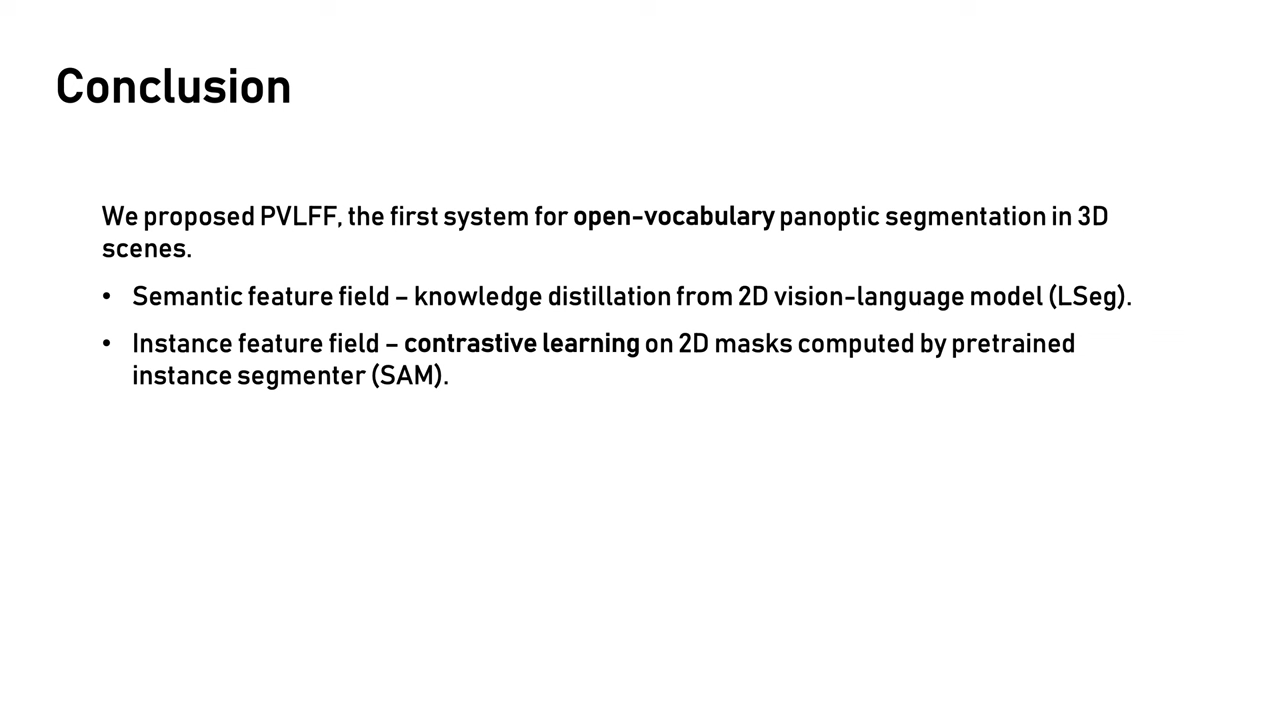 Conclusion
We proposed PVLFF, the first system for open-vocabulary panoptic segmentation in 3D
scenes.
• Semantic feature field – knowledge distillation from 2D vision-language model (LSeg).
• Instance feature field – contrastive learning on 2D masks computed by pretrained
instance segmenter (SAM).